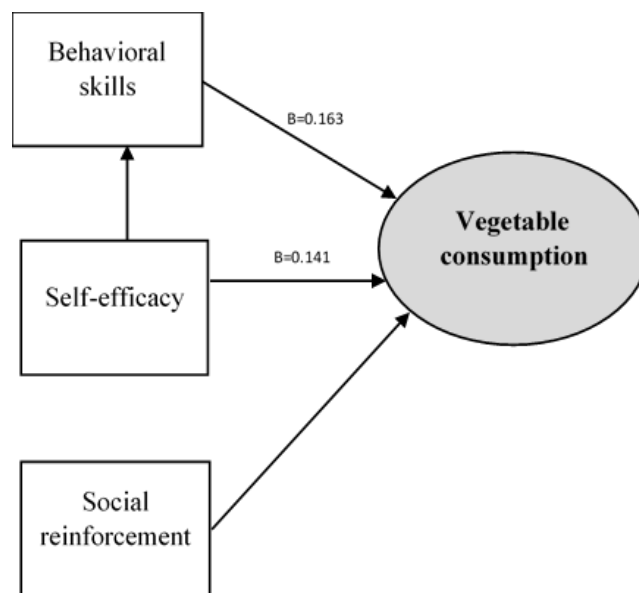 Behavioral
skills
B=0.163
Vegetable
consumption
B=0.141
Self-efficacy
Social
reinforcement